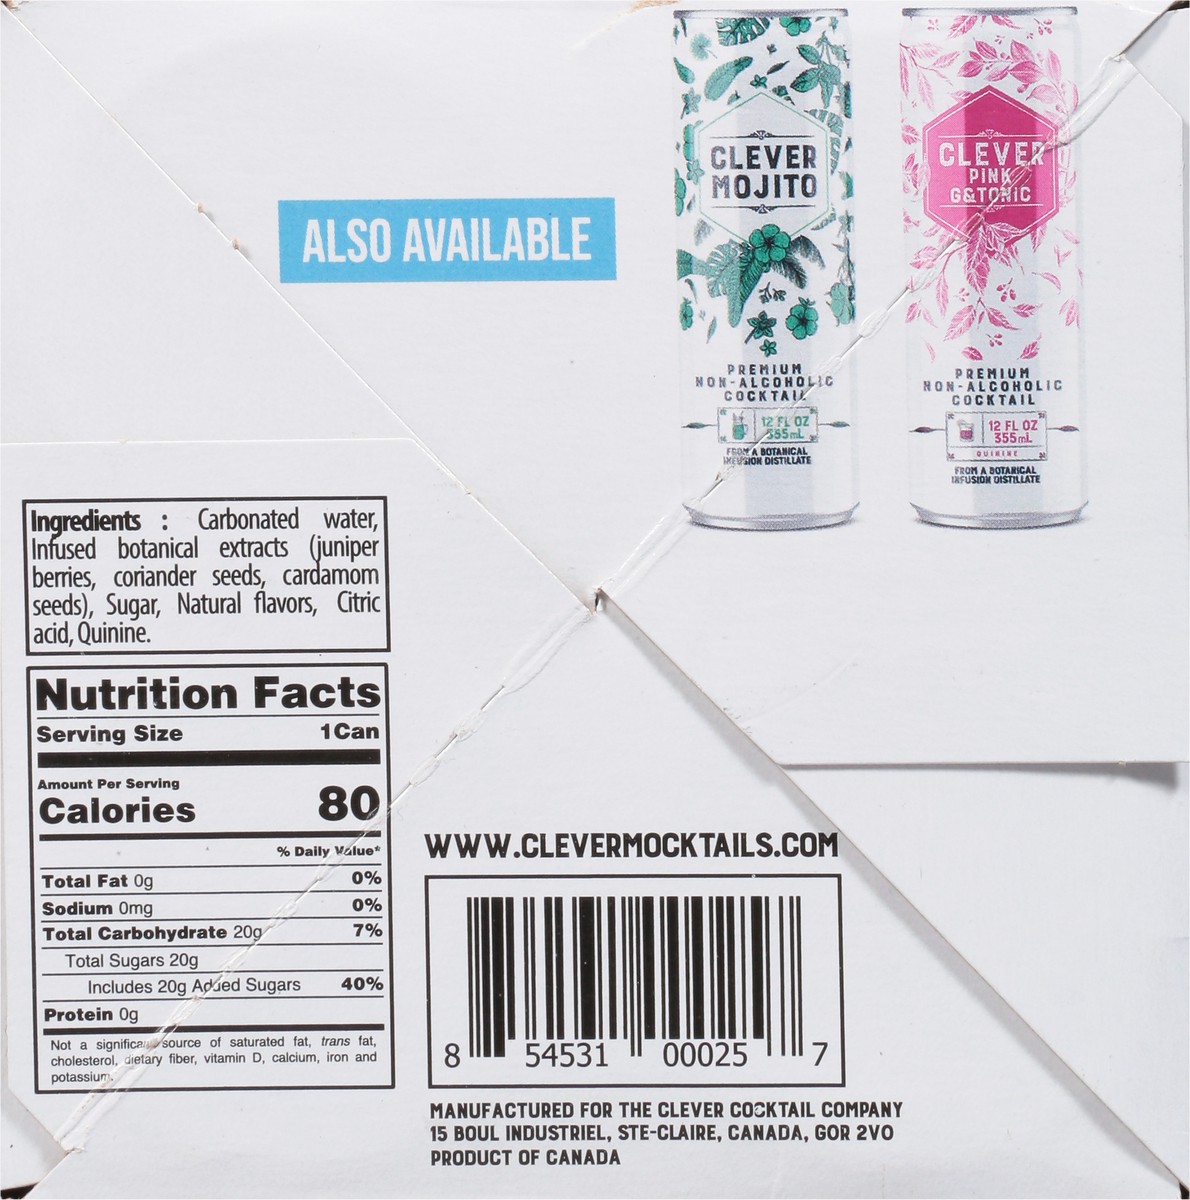 ALSO AVAILABLE
CLEVER
MOJITO
PREMIUM
NON-ALCOHOLIC
COCKTAIL
12 FL OZ
355mL
FROM A BOTANICAL
INFUSION DISTILLATE
CLEVER
PINK
G&TONIC
PREMIUM
NON-ALCOHOLIC
COCKTAIL
12 FL OZ
355mL
QUININE
FROM A BOTANICAL
INFUSION DISTILLATE
Ingredients : Carbonated water,
Infused botanical extracts (juniper
berries, coriander seeds, cardamom
seeds), Sugar, Natural flavors, Citric
acid, Quinine.
Nutrition Facts
Serving Size 1Can
Amount Per Serving
Calories 80
% Daily Value*
Total Fat 0g 0%
Sodium 0mg 0%
Total Carbohydrate 20g 7%
Total Sugars 20g
Includes 20g Added Sugars 40%
Protein 0g
Not a significant source of saturated fat, trans fat,
cholesterol, dietary fiber, vitamin D, calcium, iron and
potassium.
WWW.CLEVERMOCKTAILS.COM
8 54531 00025 7
MANUFACTURED FOR THE CLEVER COCKTAIL COMPANY
15 BOUL INDUSTRIEL, STE-CLAIRE, CANADA, GOR 2VO
PRODUCT OF CANADA